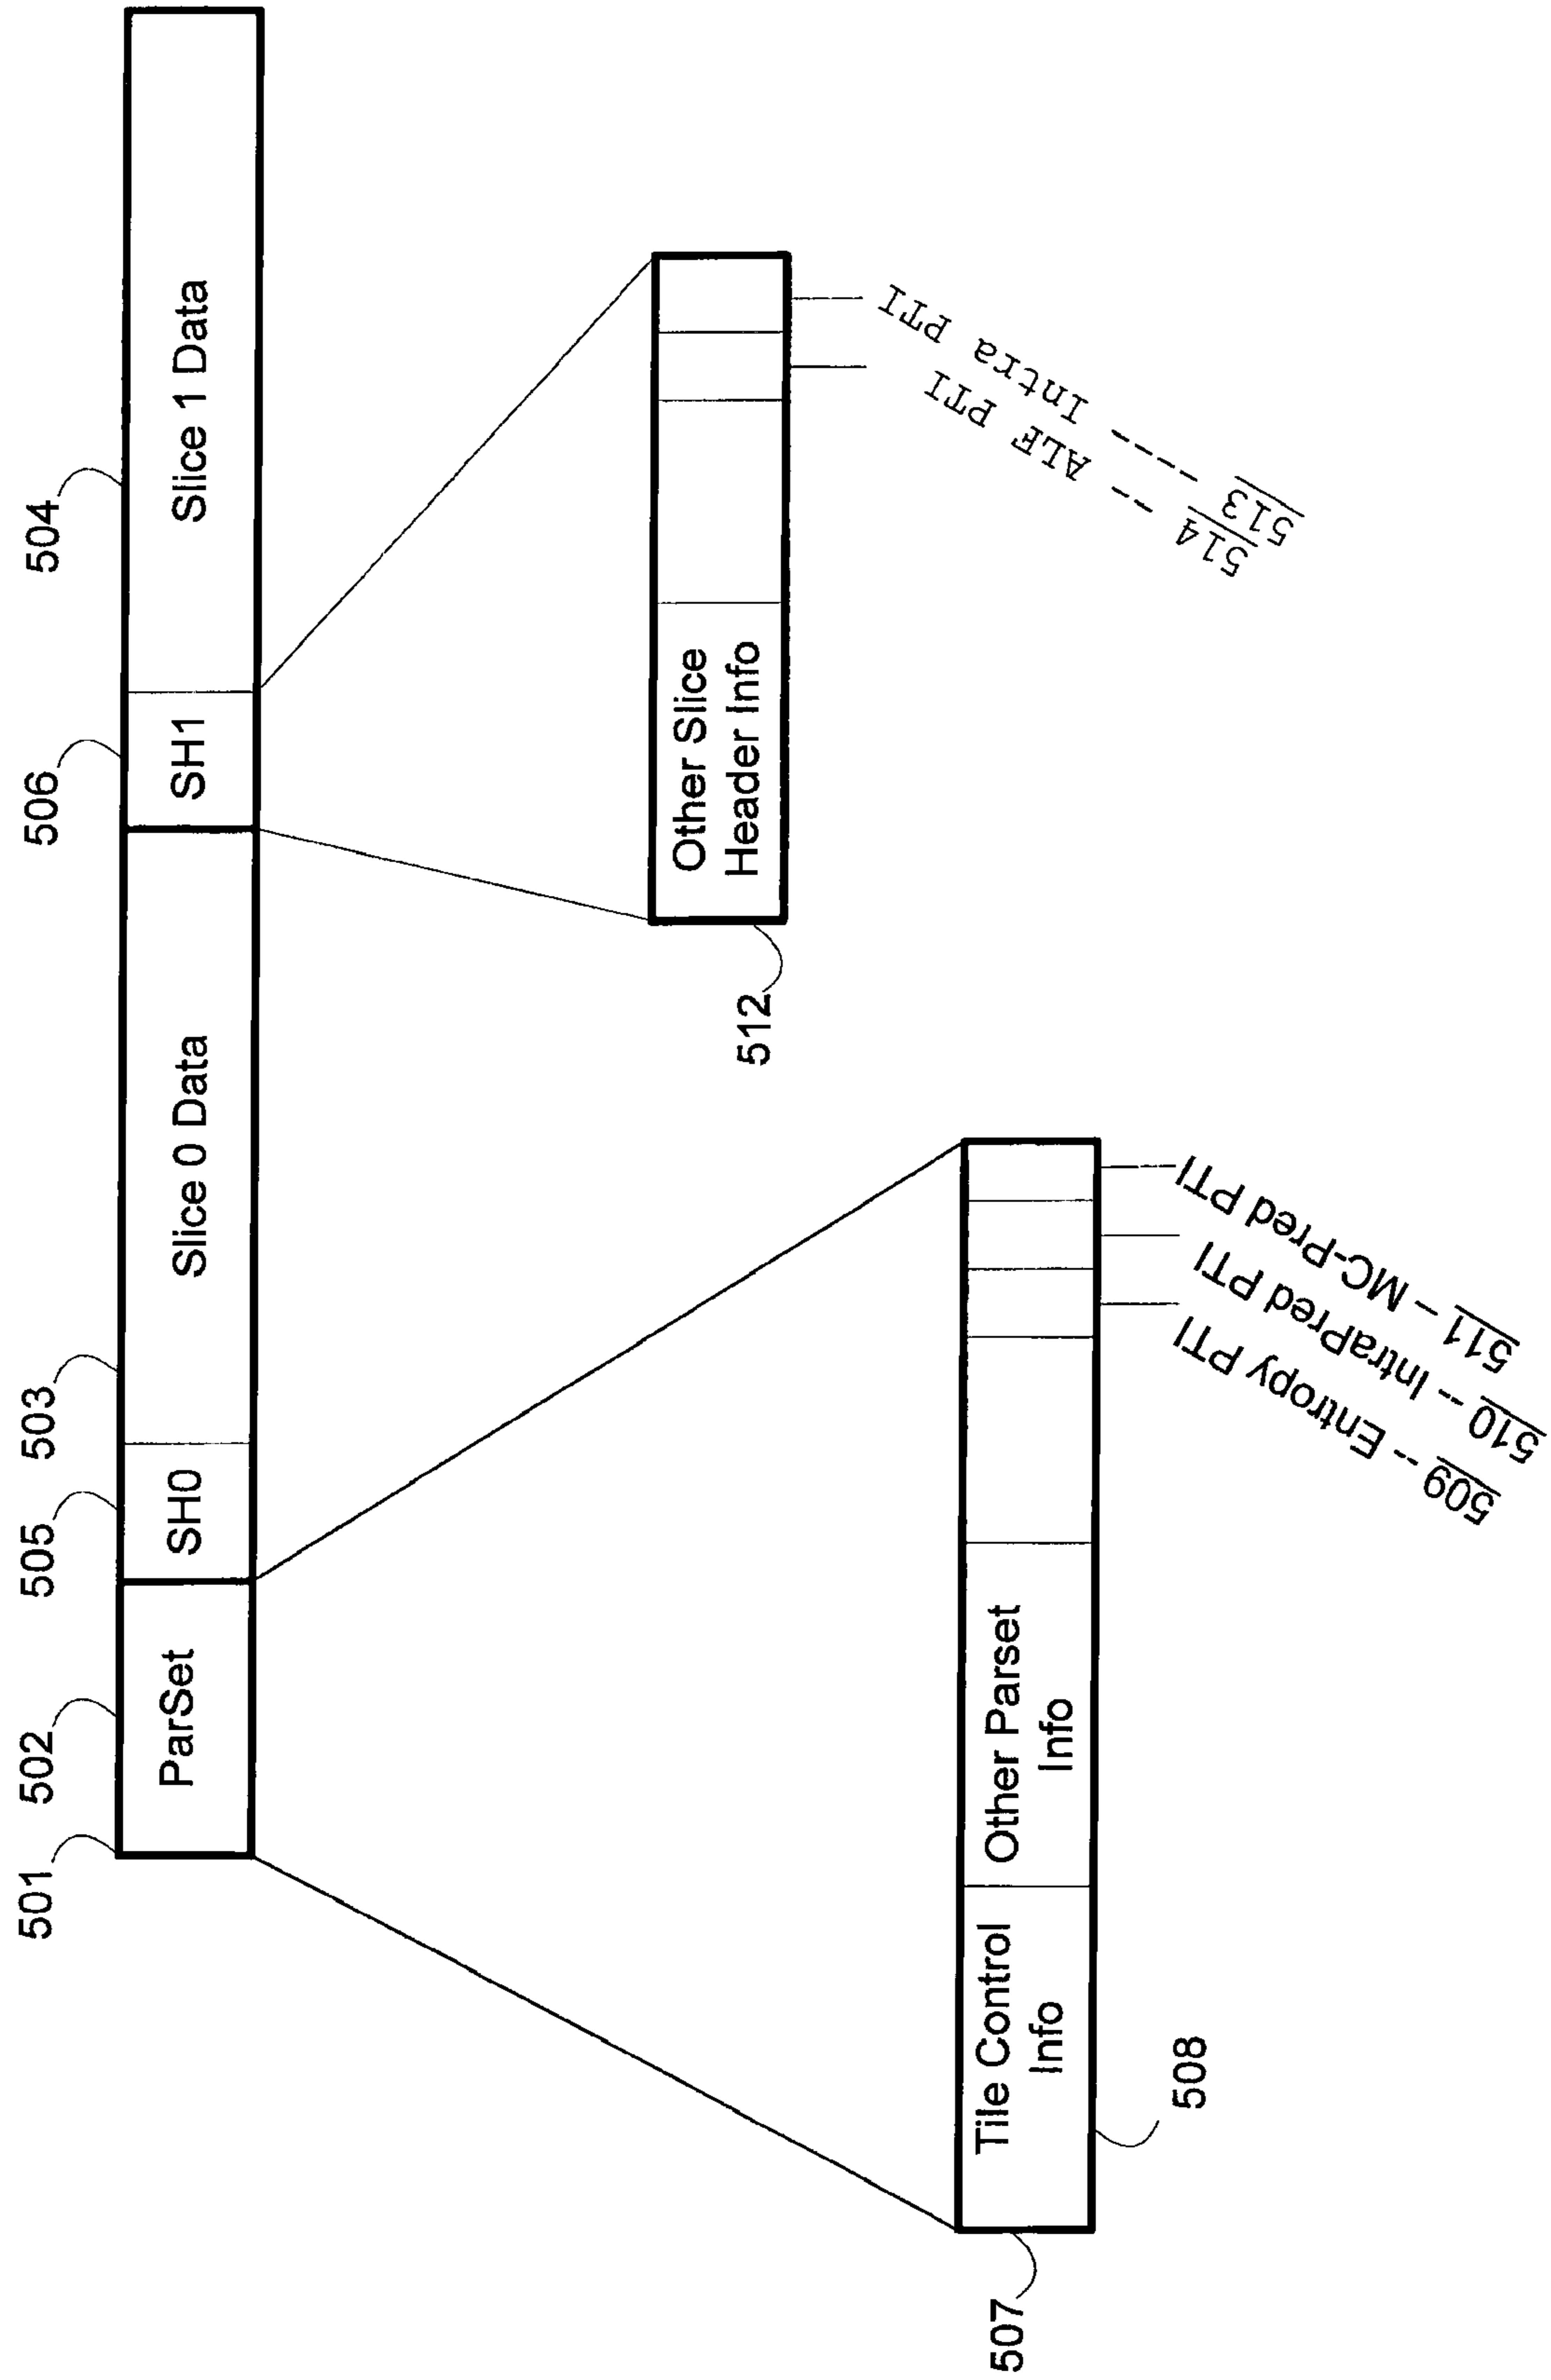 501
502
505
503
506
504
ParSet
SH0
Slice 0 Data
SH1
Slice 1 Data
512
Other Slice
Header Info
514 -- ALF PTI
513 ---- Intra PTI
507
Tile Control
Info
Other Parset
Info
508
509 -- Entropy PTI
510 -- IntraPred PTI
511 – MC-Pred PTI